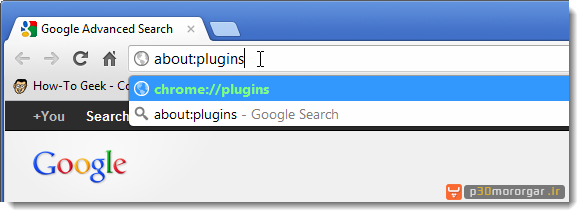 Google Advanced Search
about:plugins
How-To Geek - Co
chrome://plugins
about:plugins - Google Search
+You Search
Google
p30mororgar.ir